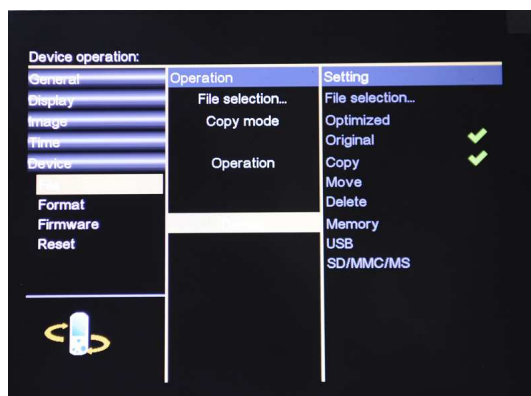 Device operation:
General
Display
Image
Time
Device
Format
Firmware
Reset
Operation
File selection...
Copy mode
Operation
Setting
File selection...
Optimized
Original
Copy
Move
Delete
Memory
USB
SD/MMC/MS